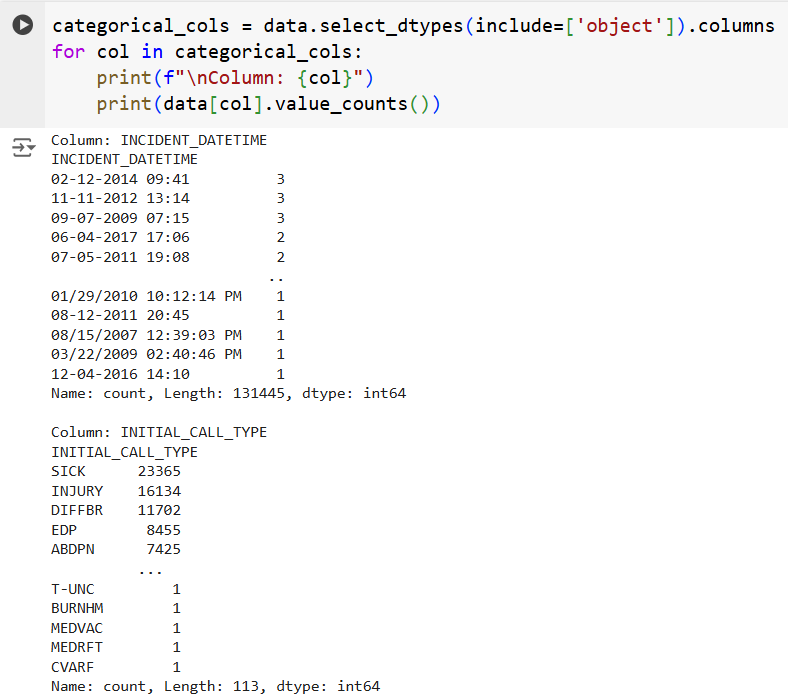 categorical_cols = data.select_dtypes(include=['object']).columns
for col in categorical_cols:
    print(f"\nColumn: {col}")
    print(data[col].value_counts())
Column: INCIDENT_DATETIME
INCIDENT_DATETIME
02-12-2014 09:41          3
11-11-2012 13:14          3
09-07-2009 07:15          3
06-04-2017 17:06          2
07-05-2011 19:08          2
                         ..
01/29/2010 10:12:14 PM    1
08-12-2011 20:45          1
08/15/2007 12:39:03 PM    1
03/22/2009 02:40:46 PM    1
12-04-2016 14:10          1
Name: count, Length: 131445, dtype: int64
Column: INITIAL_CALL_TYPE
INITIAL_CALL_TYPE
SICK      23365
INJURY    16134
DIFFBR    11702
EDP        8455
ABDPN      7425
          ...
T-UNC         1
BURNHM        1
MEDVAC        1
MEDRFT        1
CVARF         1
Name: count, Length: 113, dtype: int64